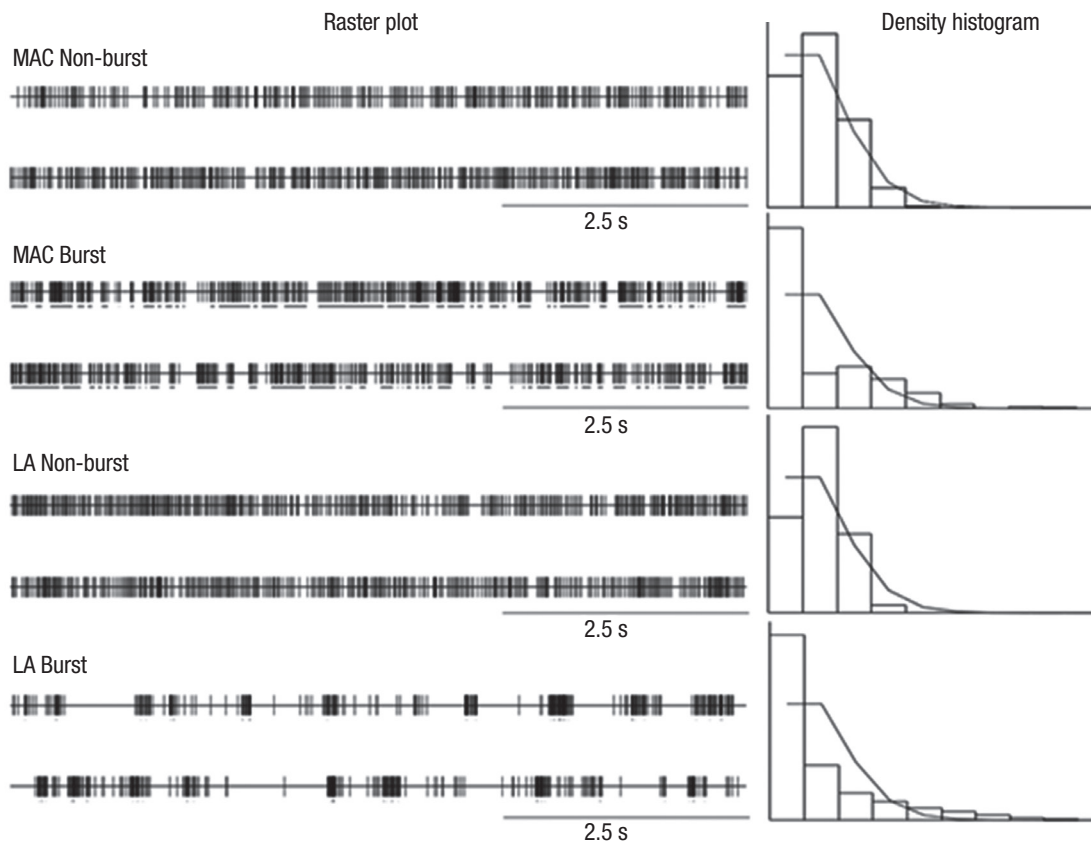 Raster plot
Density histogram
MAC Non-burst
2.5 s
MAC Burst
2.5 s
LA Non-burst
2.5 s
LA Burst
2.5 s